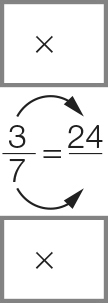 ×
3/7 = 24/
×